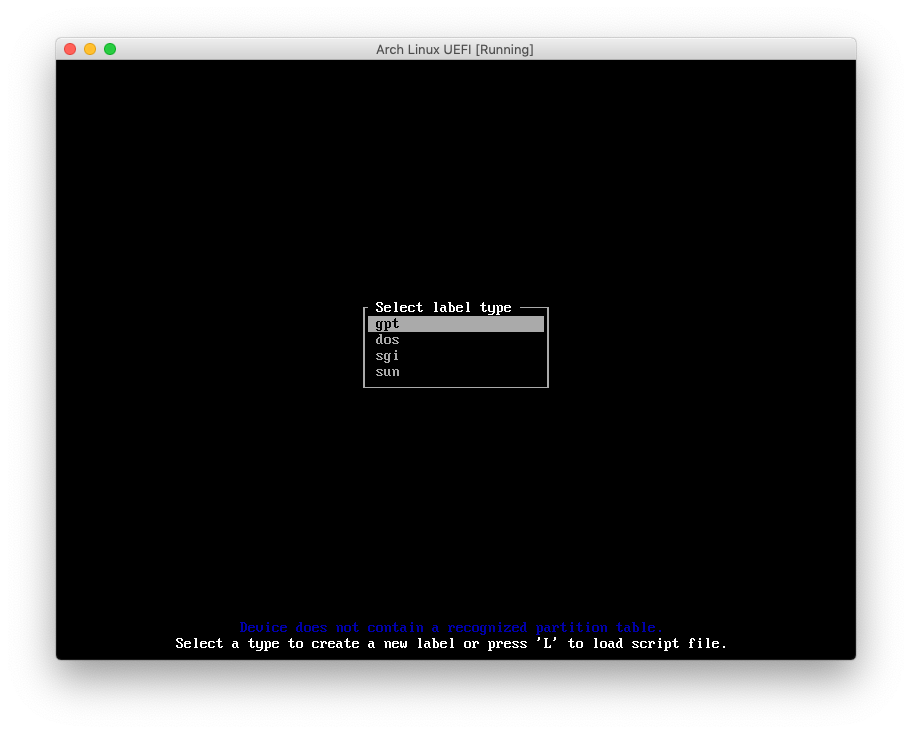 Arch Linux UEFI [Running]
Select label type
gpt
dos
sgi
sun
Device does not contain a recognized partition table.
Select a type to create a new label or press 'L' to load script file.